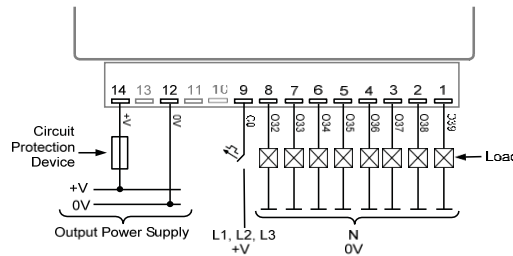 14 13 12 11 10 9 8 7 6 5 4 3 2 1
+V 0V C0 O32 O33 O34 O35 O36 O37 O38 O39
Circuit
Protection
Device
Load
+V
0V
Output Power Supply
L1, L2, L3
+V
N
0V